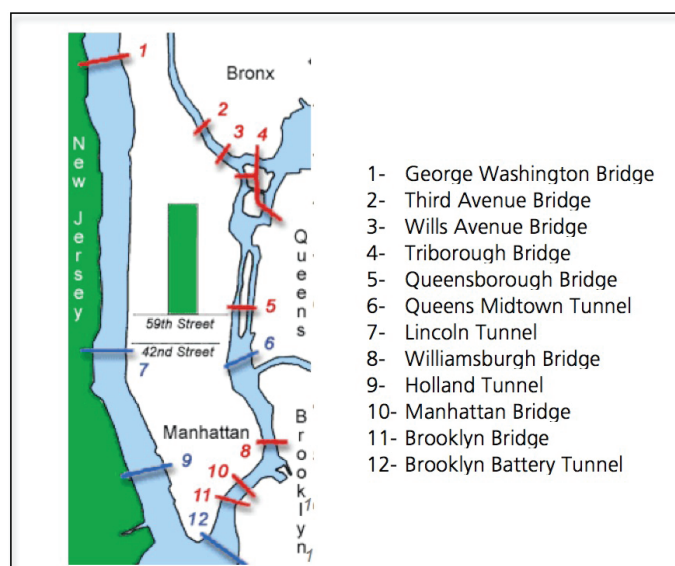 1
Bronx
2
3
4
New Jersey
Queens
5
59th Street
6
42nd Street
7
Manhattan
Brooklyn
8
9
10
11
12
1- George Washington Bridge
2- Third Avenue Bridge
3- Wills Avenue Bridge
4- Triborough Bridge
5- Queensborough Bridge
6- Queens Midtown Tunnel
7- Lincoln Tunnel
8- Williamsburgh Bridge
9- Holland Tunnel
10- Manhattan Bridge
11- Brooklyn Bridge
12- Brooklyn Battery Tunnel